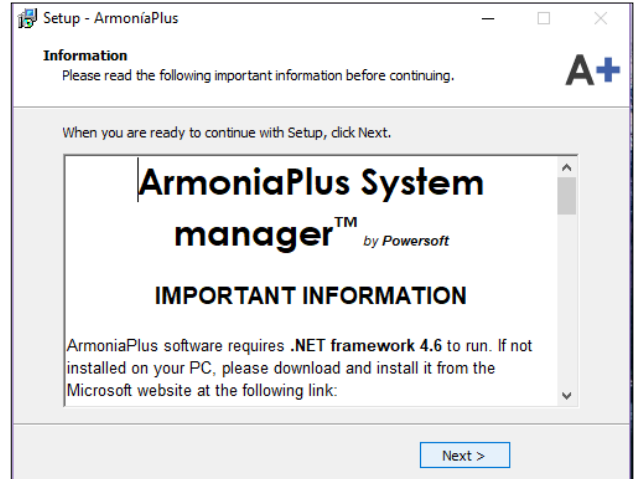 Setup - ArmoníaPlus
Information
Please read the following important information before continuing.
A+
When you are ready to continue with Setup, click Next.
ArmoniaPlus System
manager™ by Powersoft
IMPORTANT INFORMATION
ArmoniaPlus software requires .NET framework 4.6 to run. If not
installed on your PC, please download and install it from the
Microsoft website at the following link:
Next >